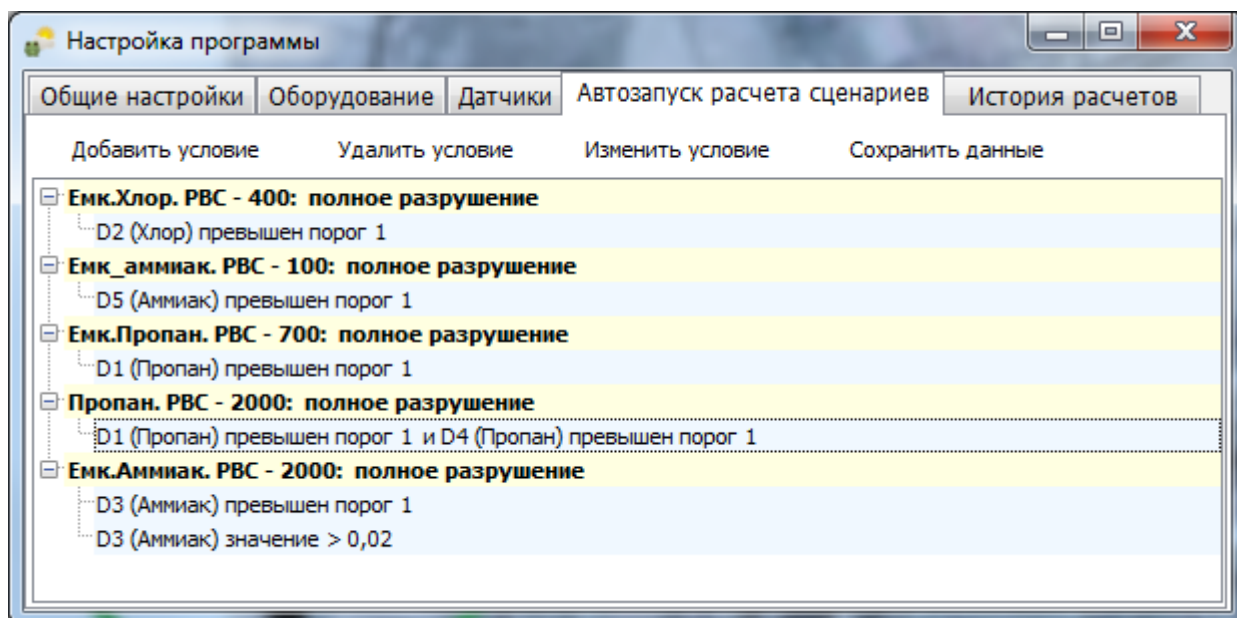 Настройка программы
Общие настройки Оборудование Датчики Автозапуск расчета сценариев История расчетов
Добавить условие Удалить условие Изменить условие Сохранить данные
Емк.Хлор. РВС - 400: полное разрушение
D2 (Хлор) превышен порог 1
Емк_аммиак. РВС - 100: полное разрушение
D5 (Аммиак) превышен порог 1
Емк.Пропан. РВС - 700: полное разрушение
D1 (Пропан) превышен порог 1
Пропан. РВС - 2000: полное разрушение
D1 (Пропан) превышен порог 1 и D4 (Пропан) превышен порог 1
Емк.Аммиак. РВС - 2000: полное разрушение
D3 (Аммиак) превышен порог 1
D3 (Аммиак) значение > 0,02